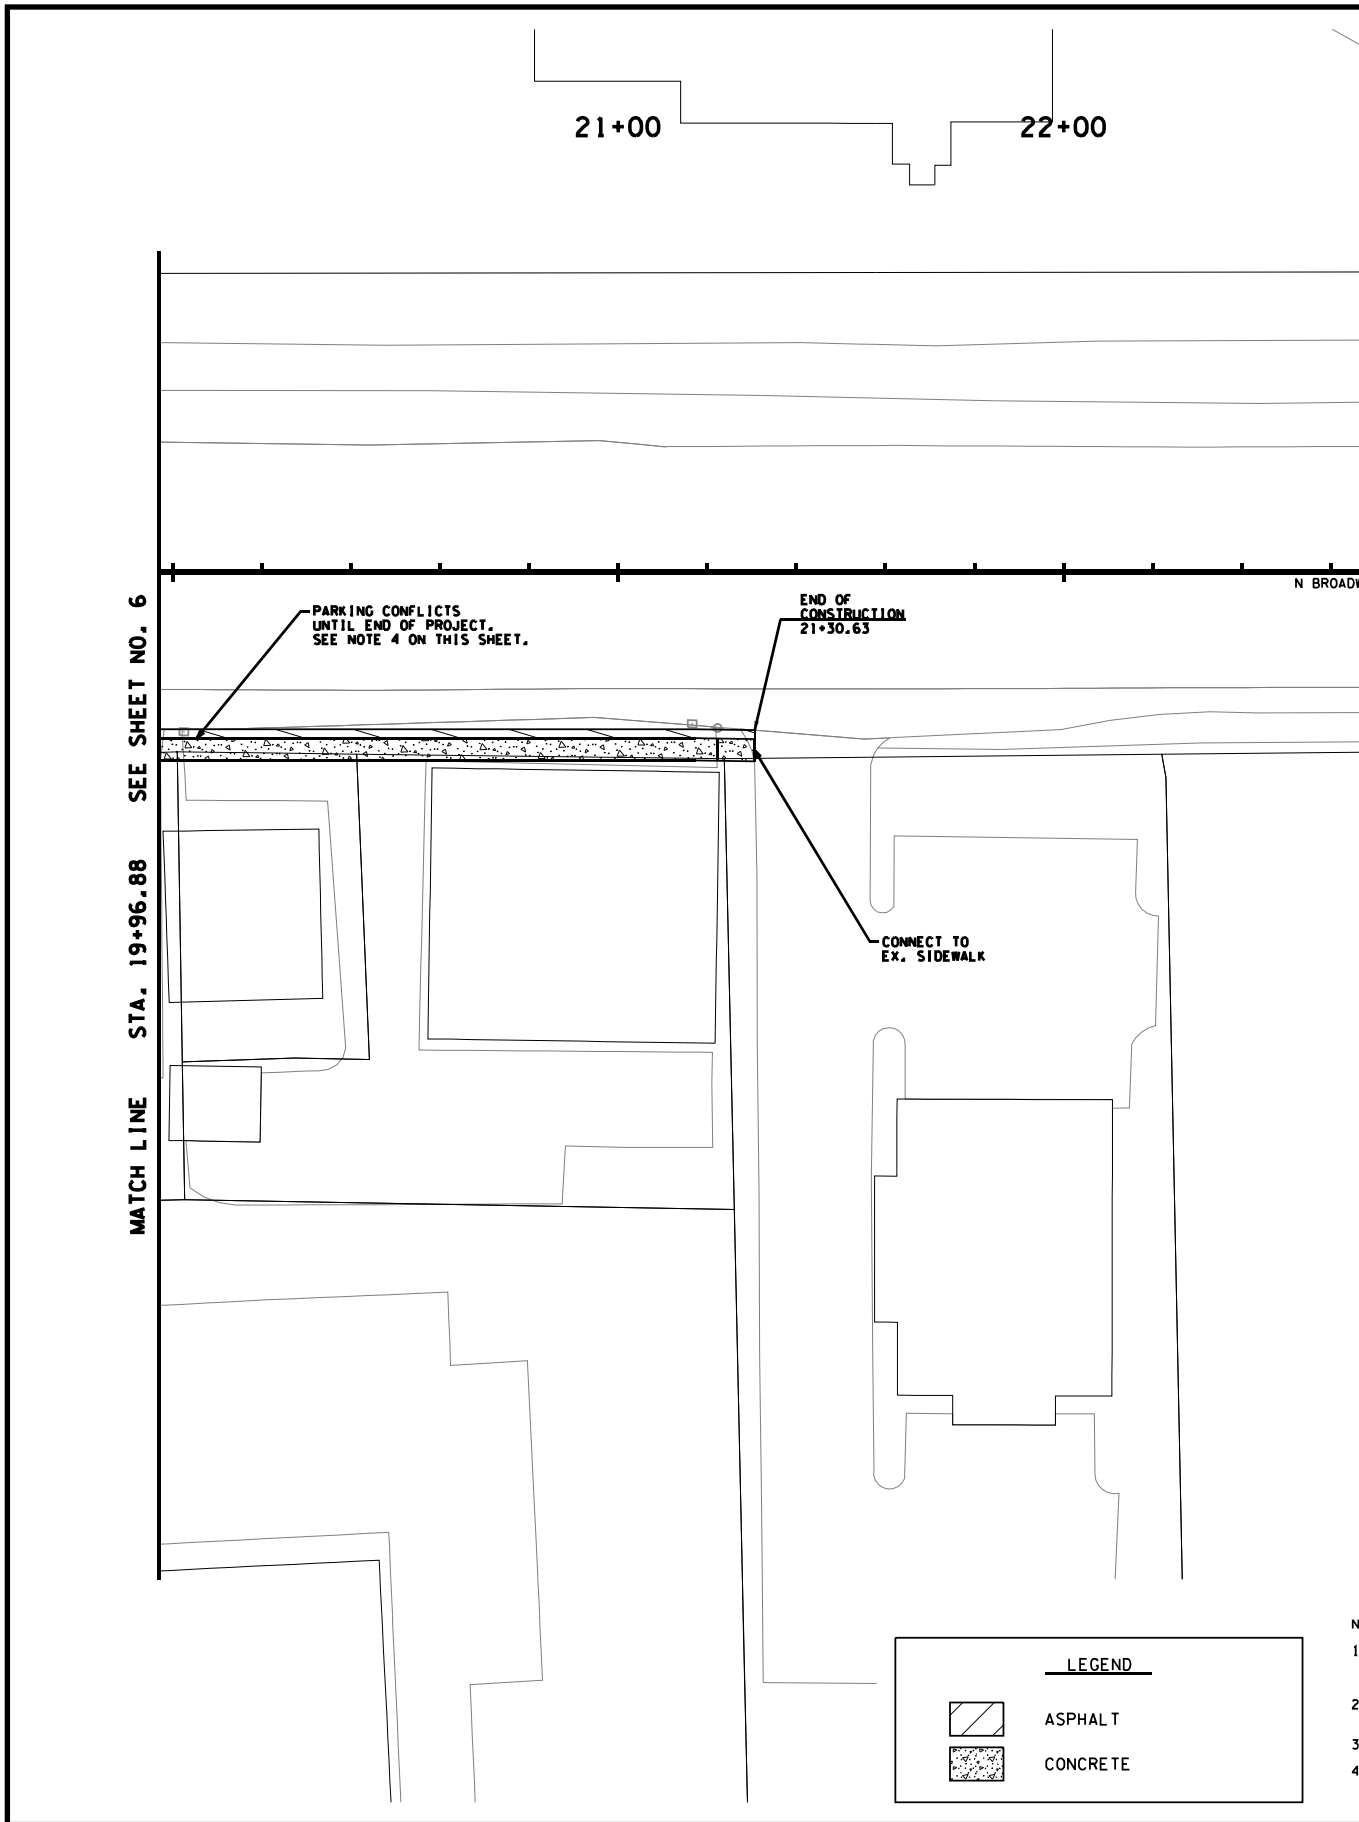 21+00
22+00
N BROADW
PARKING CONFLICTS
UNTIL END OF PROJECT.
SEE NOTE 4 ON THIS SHEET.
END OF
CONSTRUCTION
21+30.63
MATCH LINE STA. 19+96.88 SEE SHEET NO. 6
CONNECT TO
EX. SIDEWALK
LEGEND
ASPHALT
CONCRETE
N
1
2
3
4